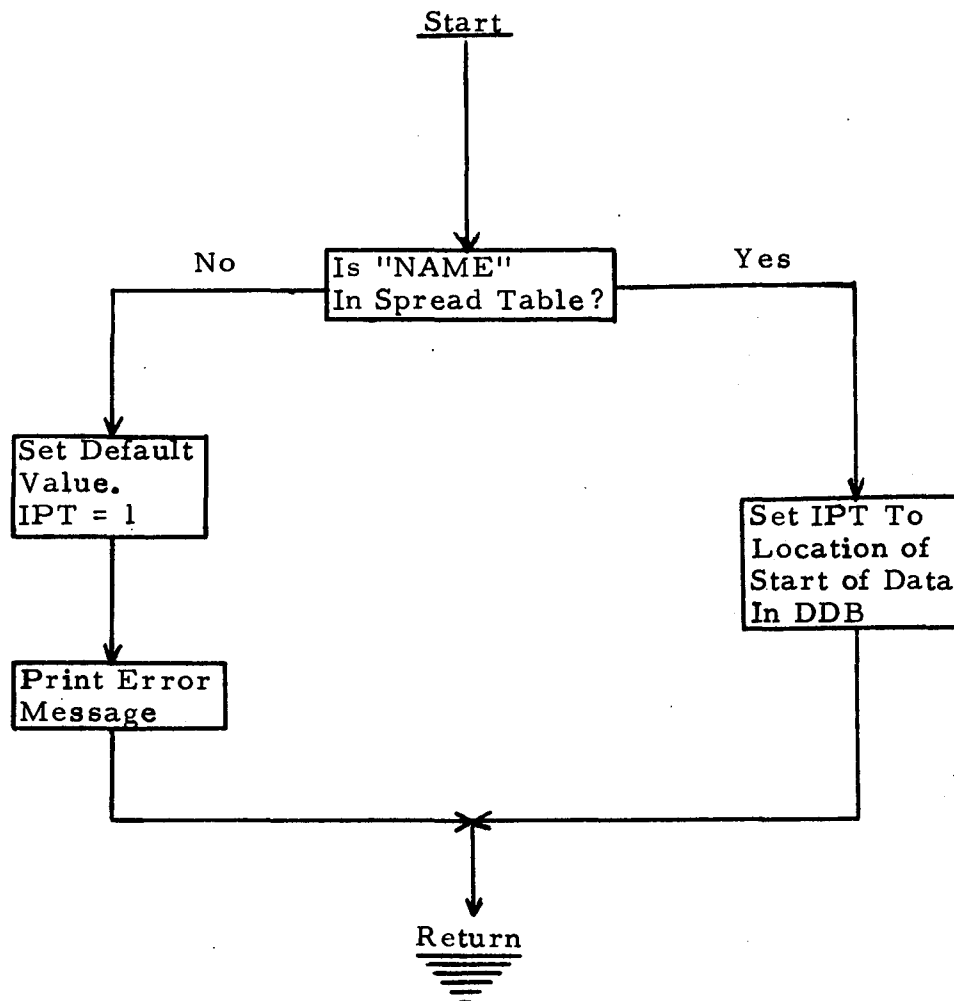 Start
No
Yes
Is "NAME"
In Spread Table?
Set Default
Value.
IPT = 1
Set IPT To
Location of
Start of Data
In DDB
Print Error
Message
Return